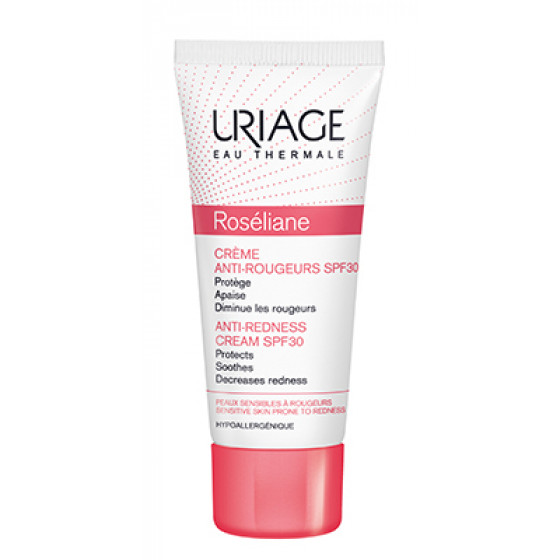 URIAGE
EAU THERMALE
Roséliane
CRÈME
ANTI-ROUGEURS SPF30
Protège
Apaise
Diminue les rougeurs
ANTI-REDNESS
CREAM SPF30
Protects
Soothes
Decreases redness
PEAUX SENSIBLES À ROUGEURS
SENSITIVE SKIN PRONE TO REDNESS
HYPOALLERGÉNIQUE